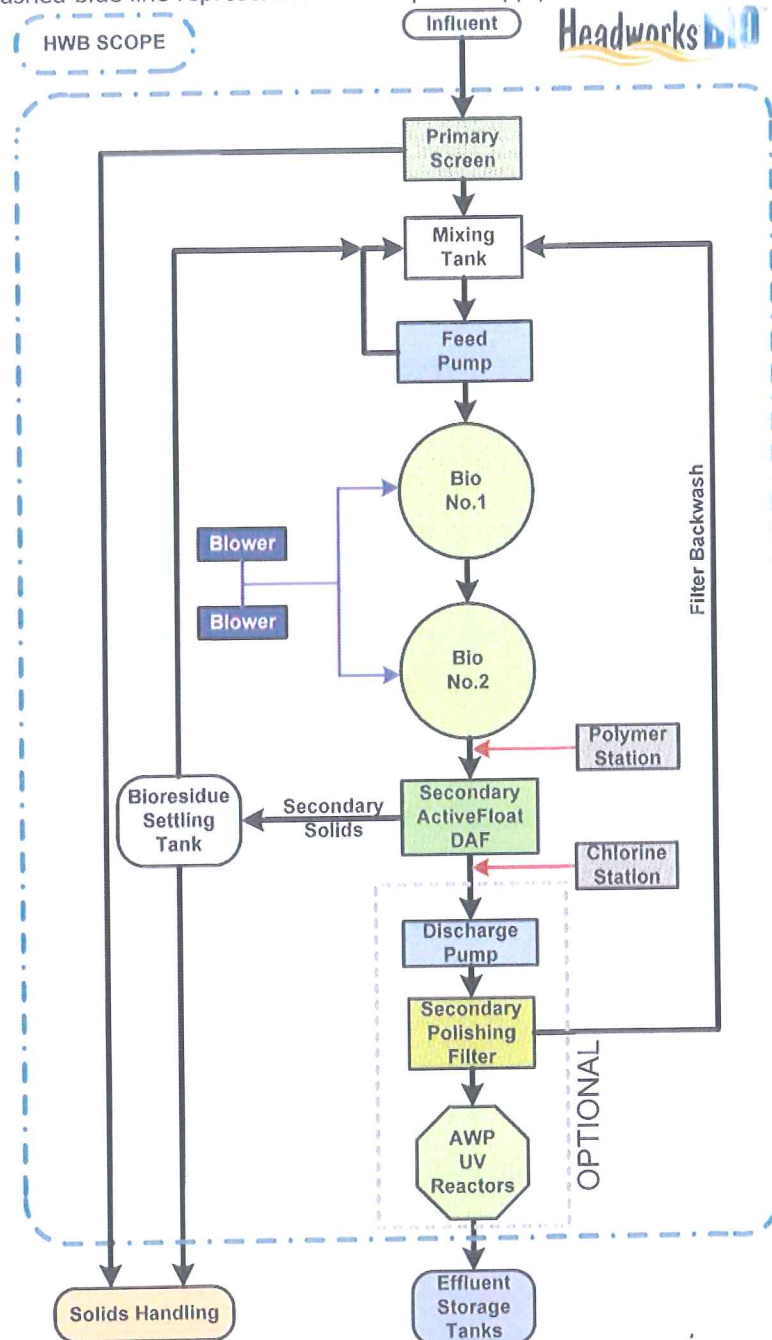 Influent
HWB SCOPE
Headworks BIO
Primary
Screen
Mixing
Tank
Feed
Pump
Bio
No.1
Blower
Blower
Filter Backwash
Bio
No.2
Polymer
Station
Bioresidue
Settling
Tank
Secondary
Solids
Secondary
ActiveFloat
DAF
Chlorine
Station
Discharge
Pump
Secondary
Polishing
Filter
OPTIONAL
AWP
UV
Reactors
Solids Handling
Effluent
Storage
Tanks